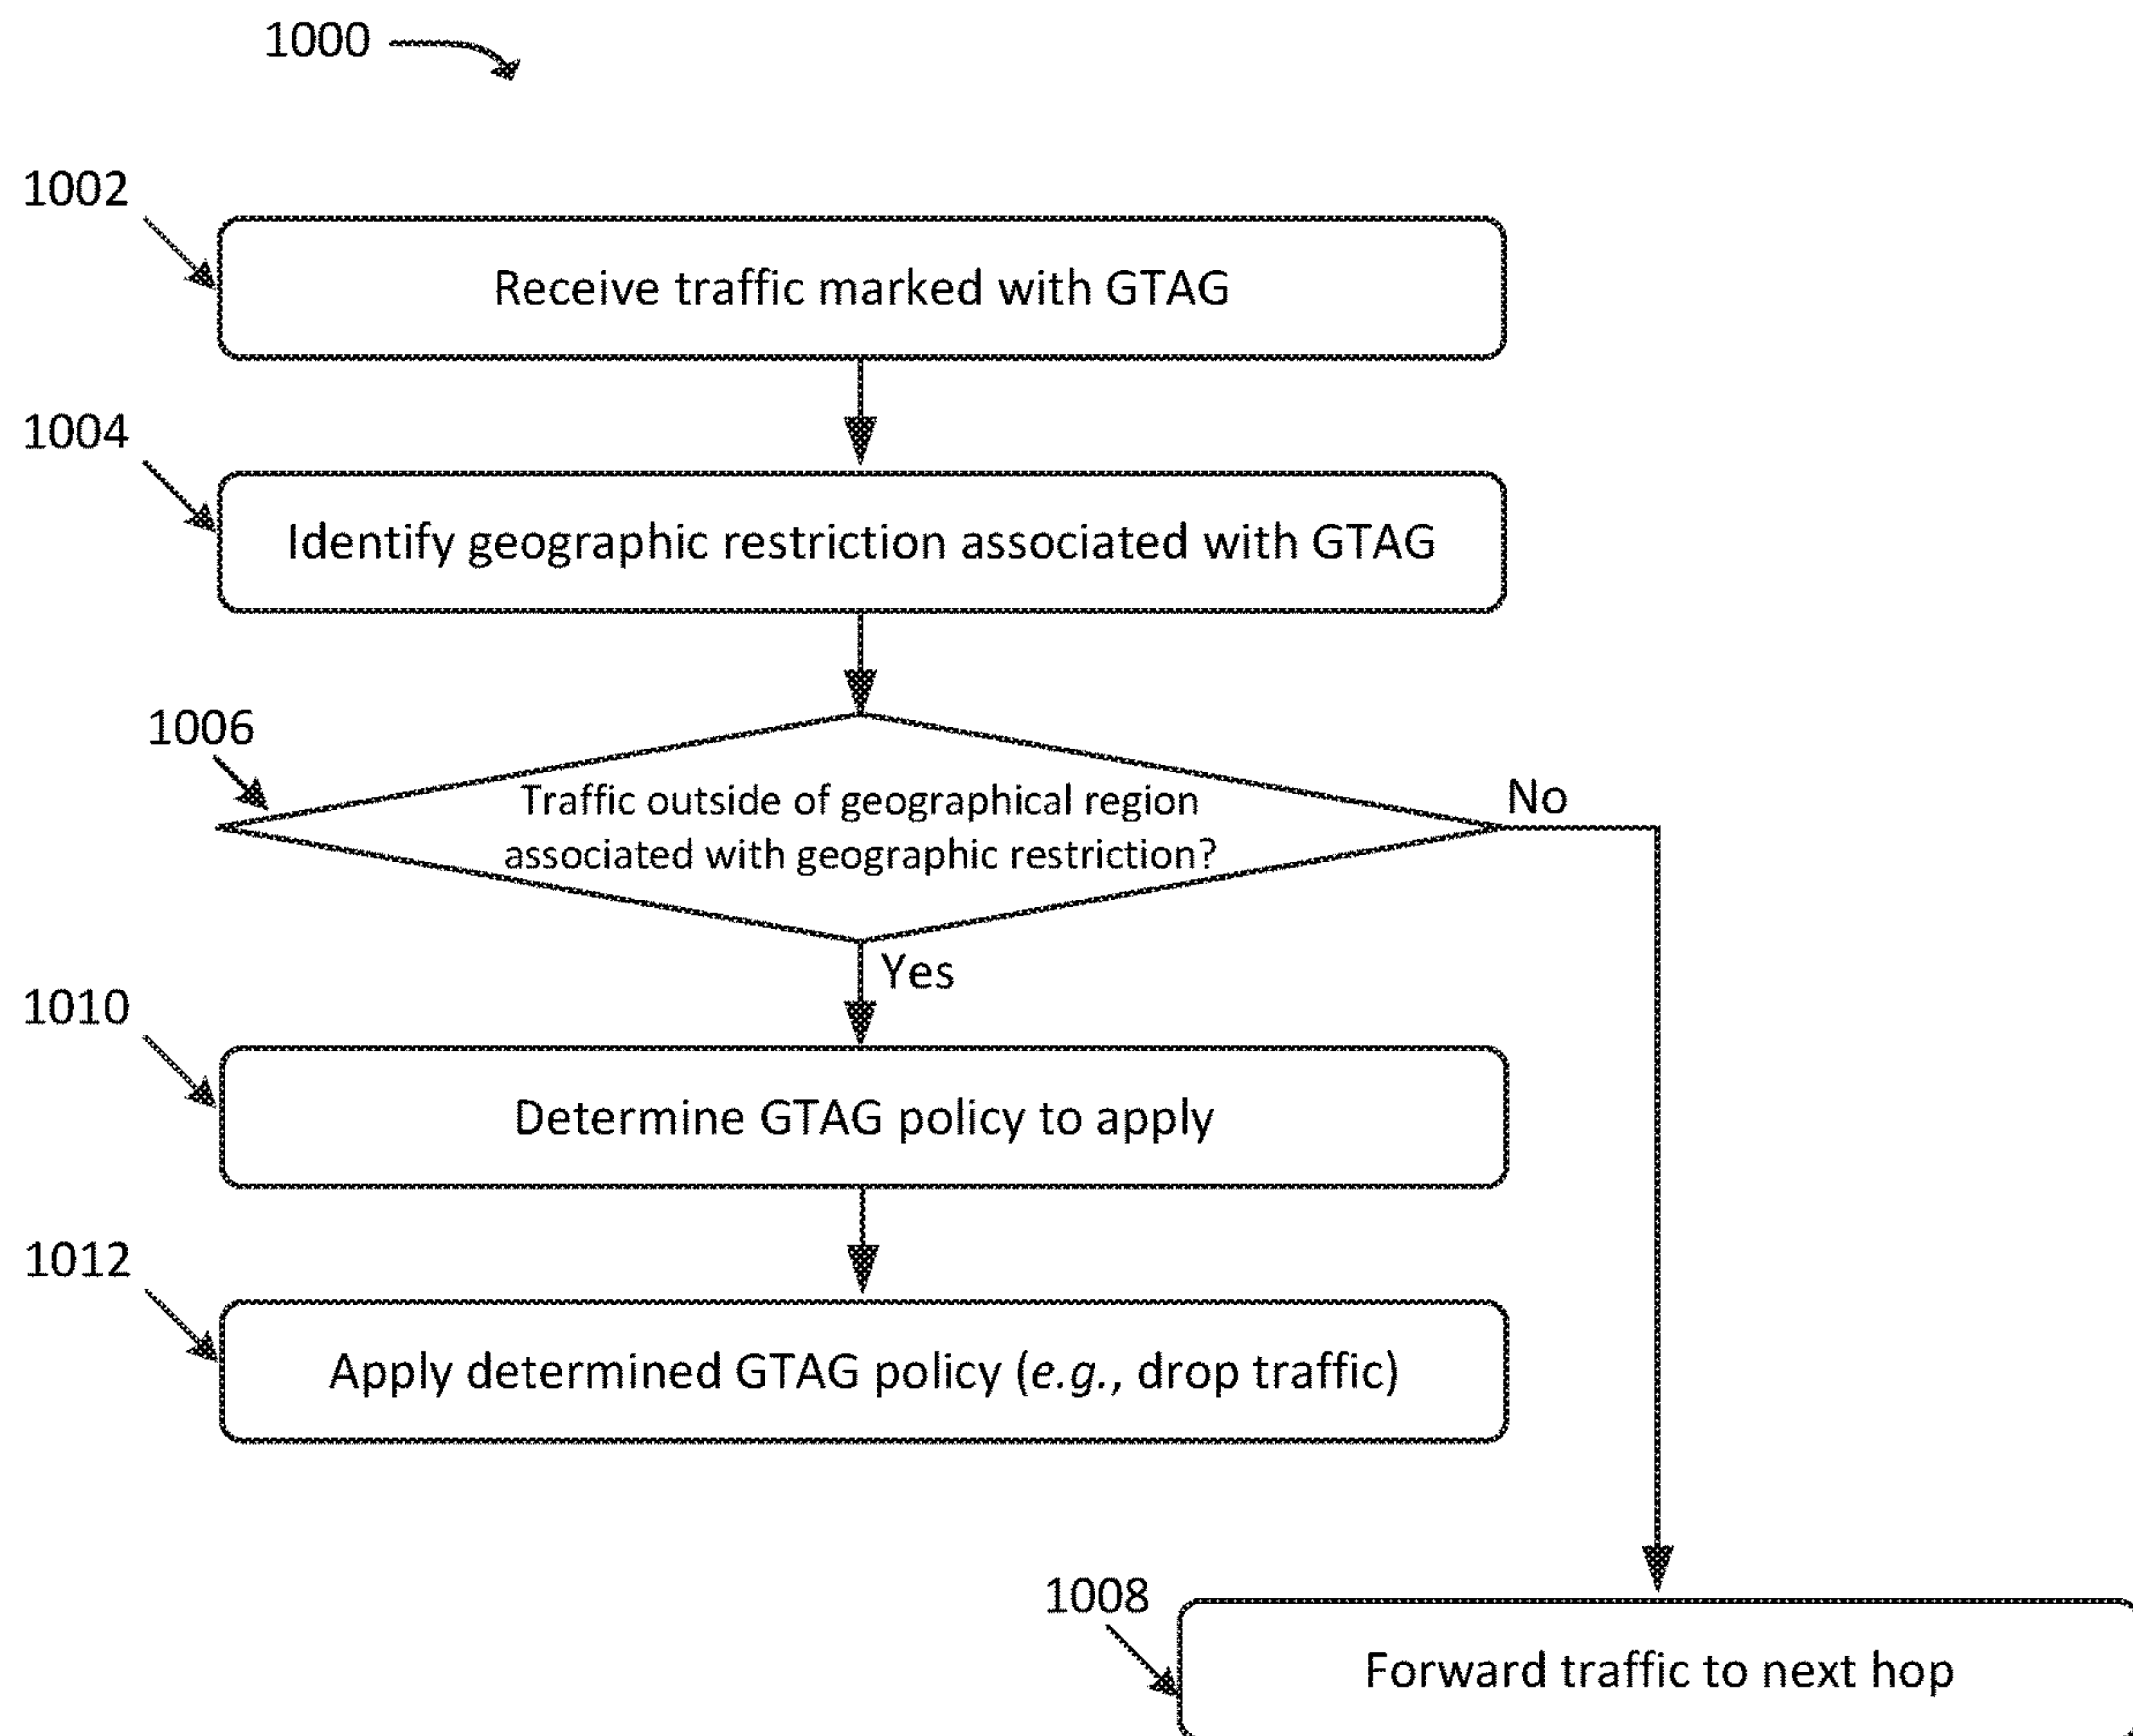 1000
1002
Receive traffic marked with GTAG
1004
Identify geographic restriction associated with GTAG
1006
Traffic outside of geographical region
associated with geographic restriction?
No
Yes
1010
Determine GTAG policy to apply
1012
Apply determined GTAG policy (e.g., drop traffic)
1008
Forward traffic to next hop